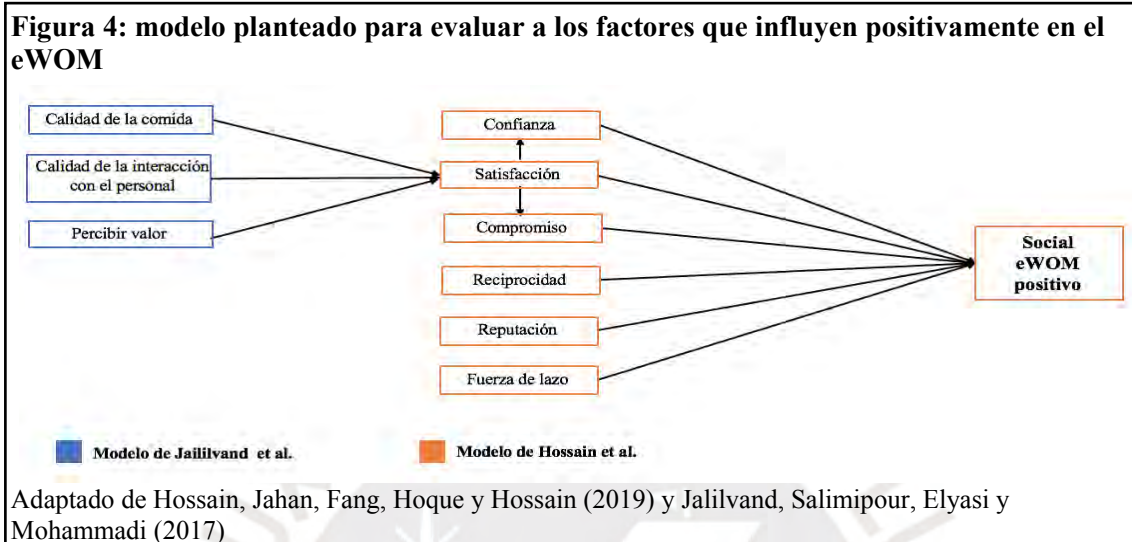 Figura 4: modelo planteado para evaluar a los factores que influyen positivamente en el
eWOM
Calidad de la comida
Calidad de la interacción
con el personal
Percibir valor
Confianza
Satisfacción
Compromiso
Reciprocidad
Reputación
Fuerza de lazo
Social
eWOM
positivo
Modelo de Jaililvand et al.
Modelo de Hossain et al.
Adaptado de Hossain, Jahan, Fang, Hoque y Hossain (2019) y Jalilvand, Salimipour, Elyasi y
Mohammadi (2017)